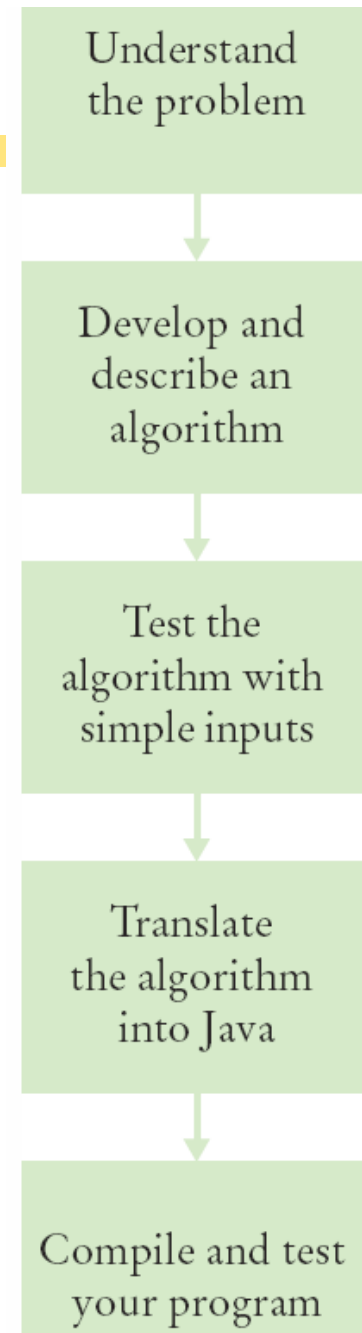 Understand
the problem
Develop and
describe an
algorithm
Test the
algorithm with
simple inputs
Translate
the algorithm
into Java
Compile and test
your program